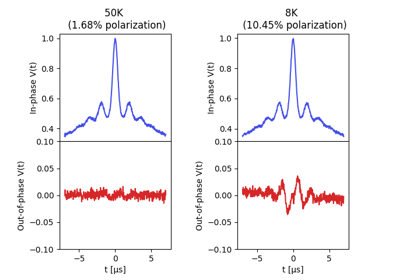 50K
(1.68% polarization)
8K
(10.45% polarization)
In-phase V(t)
1.0
0.8
0.6
0.4
In-phase V(t)
1.0
0.8
0.6
0.4
Out-of-phase V(t)
0.10
0.05
0.00
−0.05
−0.10
−5
0
5
t [μs]
Out-of-phase V(t)
0.10
0.05
0.00
−0.05
−0.10
−5
0
5
t [μs]